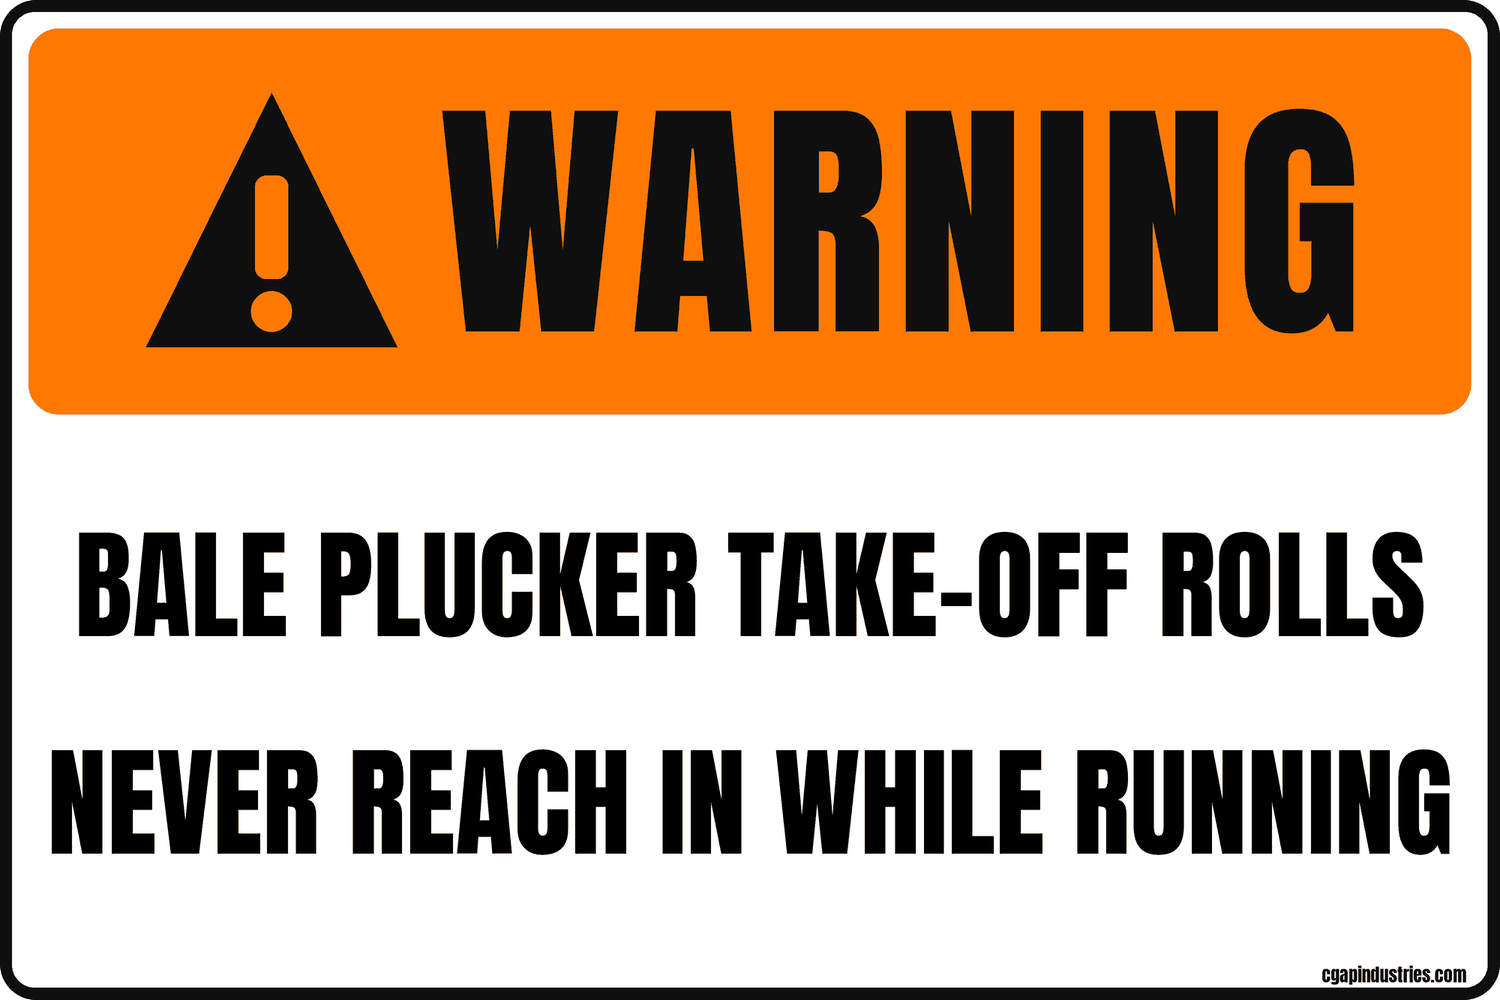 WARNING
BALE PLUCKER TAKE-OFF ROLLS
NEVER REACH IN WHILE RUNNING
cgapindustries.com